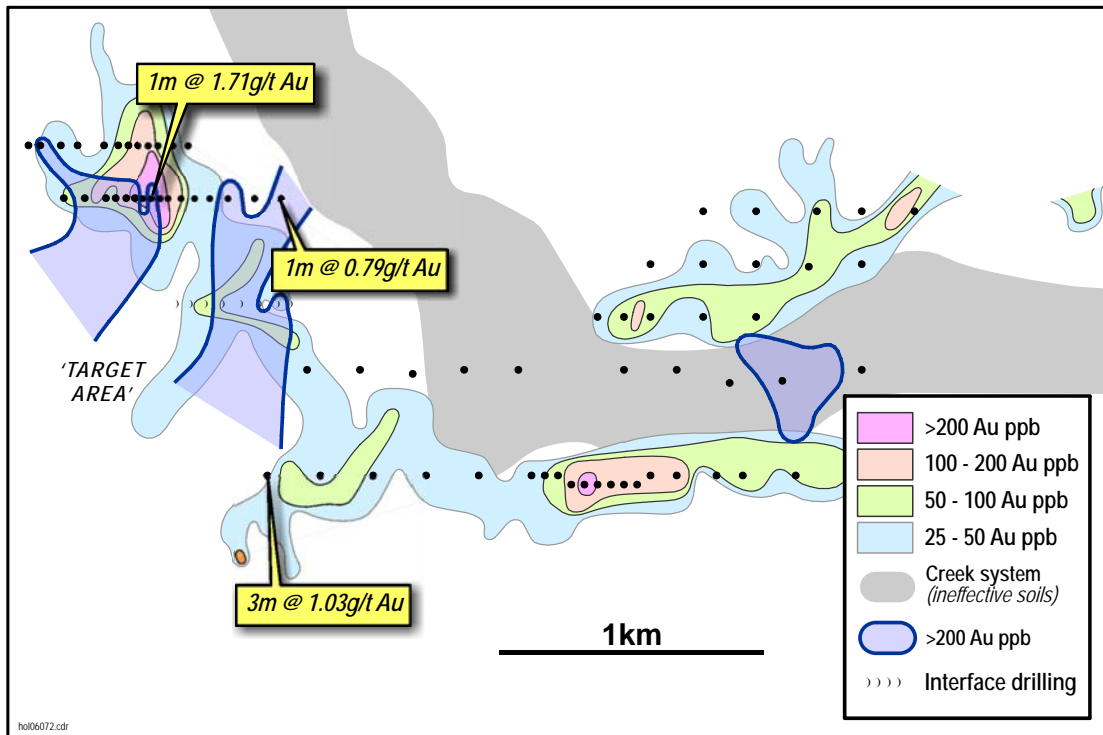 1m @ 1.71g/t Au
1m @ 0.79g/t Au
'TARGET
AREA'
3m @ 1.03g/t Au
1km
>200 Au ppb
100 - 200 Au ppb
50 - 100 Au ppb
25 - 50 Au ppb
Creek system
(ineffective soils)
>200 Au ppb
Interface drilling
hol06072.cdr